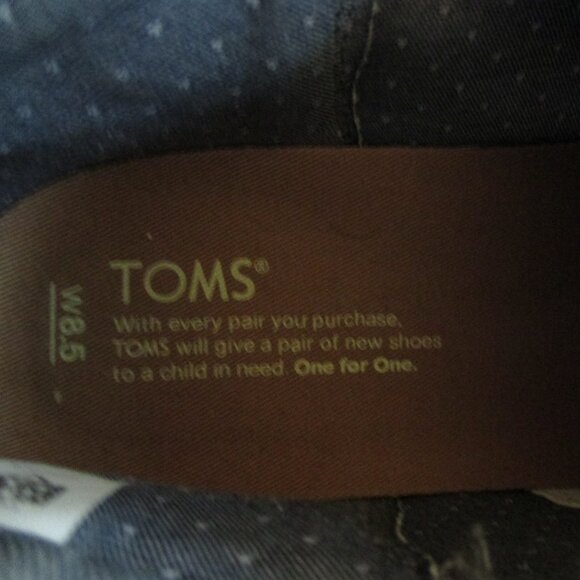 TOMS®
With every pair you purchase,
TOMS will give a pair of new shoes
to a child in need. One for One.
W8.5